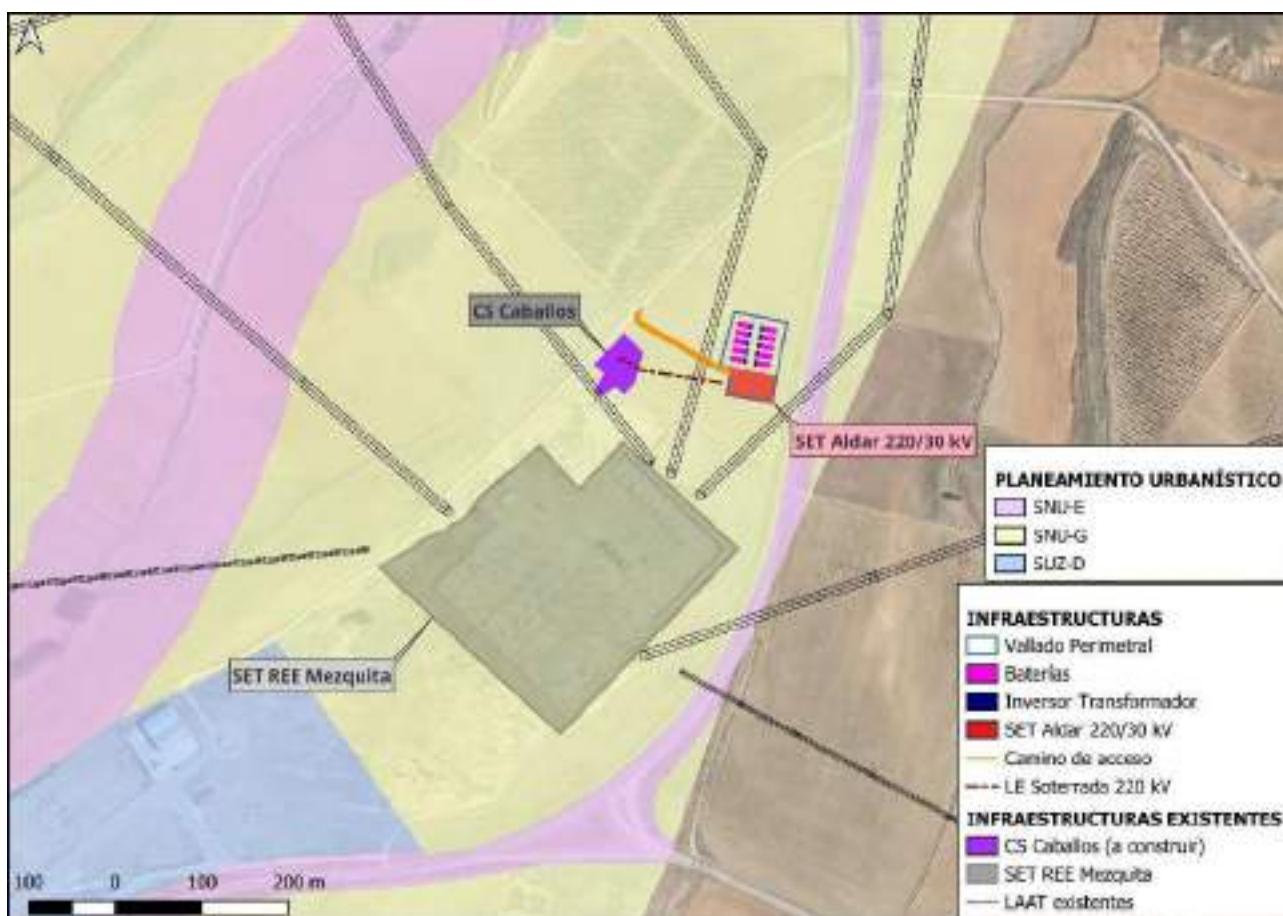 CS Caballos
SET Aldar 220/30 kV
SET REE Mezquita
PLANEAMIENTO URBANÍSTICO
SNU-E
SNU-G
SUZ-D
INFRAESTRUCTURAS
Vallado Perimetral
Baterías
Inversor Transformador
SET Aldar 220/30 kV
Camino de acceso
LE Soterrada 220 kV
INFRAESTRUCTURAS EXISTENTES
CS Caballos (a construir)
SET REE Mezquita
LAAT existentes
100 0 100 200 m